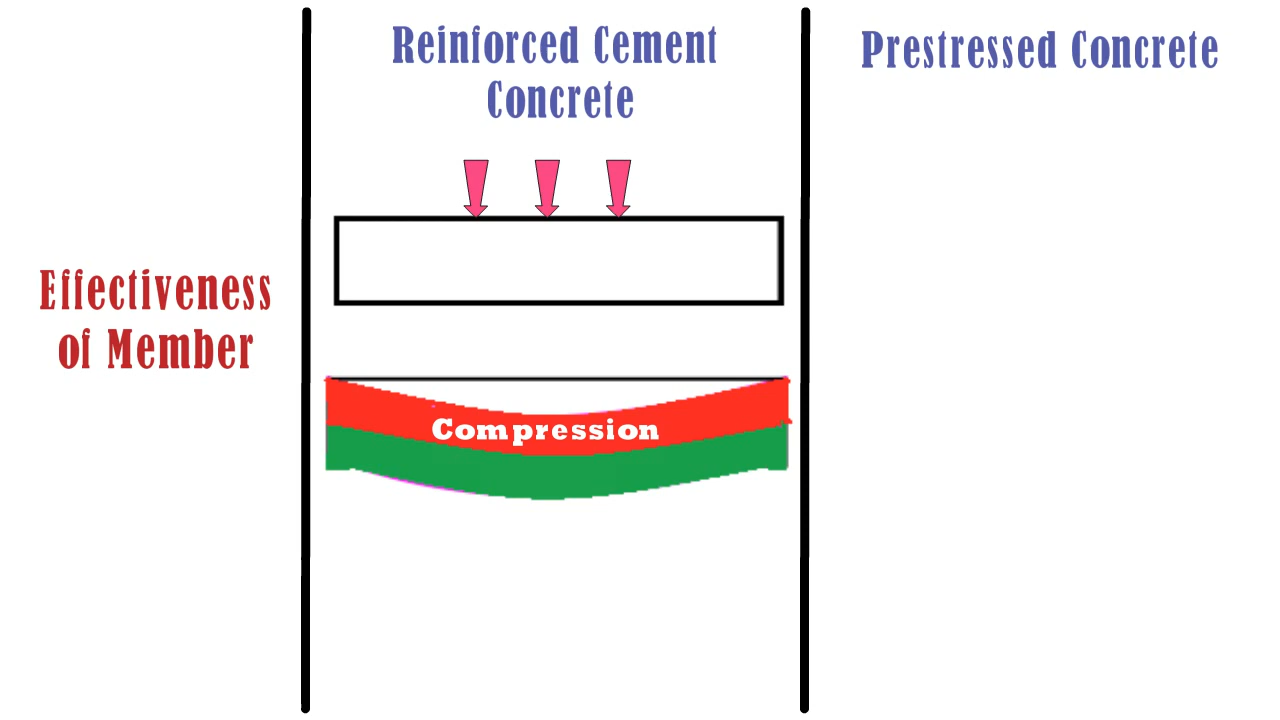 Reinforced Cement
Concrete
Prestressed Concrete
Effectiveness
of Member
Compression